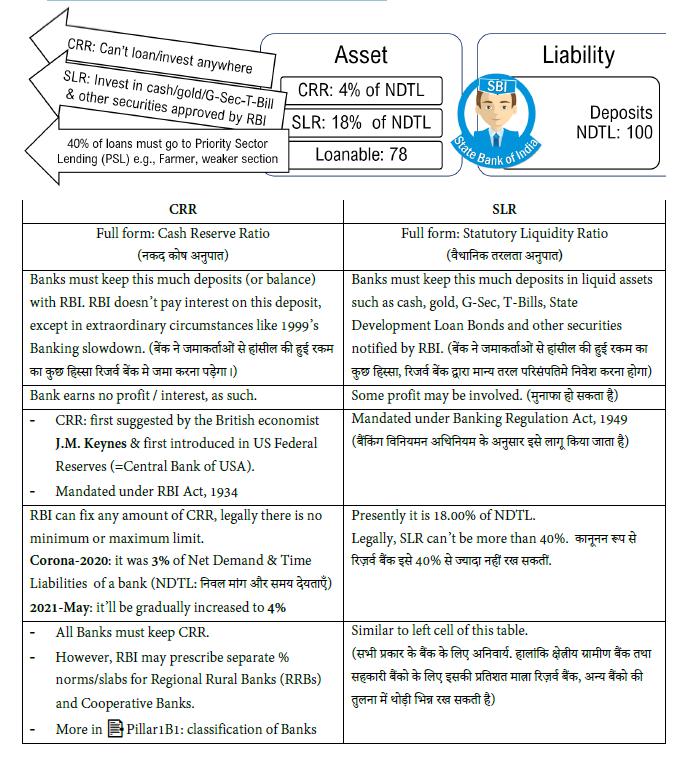 CRR: Can't loan/invest anywhere
SLR: Invest in cash/gold/G-Sec-T-Bill
& other securities approved by RBI
40% of loans must go to Priority Sector
Lending (PSL) e.g., Farmer, weaker section
Asset
CRR: 4% of NDTL
SLR: 18% of NDTL
Loanable: 78
Liability
SBI
State Bank of India
Deposits
NDTL: 100
CRR
SLR
Full form: Cash Reserve Ratio
(नकद कोष अनुपात)
Full form: Statutory Liquidity Ratio
(वैधानिक तरलता अनुपात)
Banks must keep this much deposits (or balance)
with RBI. RBI doesn't pay interest on this deposit,
except in extraordinary circumstances like 1999's
Banking slowdown. (बेंक ने जमाकर्ताओं से हांसील की हुई रकम
का कुछ हिस्सा रिजर्व बैंक मे जमा करना पड़ेगा।)
Banks must keep this much deposits in liquid assets
such as cash, gold, G-Sec, T-Bills, State
Development Loan Bonds and other securities
notified by RBI. (बेंक ने जमाकर्ताओं से हांसील की हुई रकम का
कुछ हिस्सा, रिजर्व बैंक द्वारा मान्य तरल परिसंपतिमे निवेश करना होगा)
Bank earns no profit / interest, as such.
Some profit may be involved. (मुनाफा हो सकता है)
- CRR: first suggested by the British economist
J.M. Keynes & first introduced in US Federal
Reserves (=Central Bank of USA).
- Mandated under RBI Act, 1934
Mandated under Banking Regulation Act, 1949
(बैंकिंग विनियमन अधिनियम के अनुसार इसे लागू किया जाता है)
RBI can fix any amount of CRR, legally there is no
minimum or maximum limit.
Corona-2020: it was 3% of Net Demand & Time
Liabilities of a bank (NDTL: निवल मांग और समय देयताएँ)
2021-May: it'll be gradually increased to 4%
Presently it is 18.00% of NDTL.
Legally, SLR can't be more than 40%. कानूनन रूप से
रिज़र्व बैंक इसे 40% से ज्यादा नहीं रख सकतीं.
- All Banks must keep CRR.
- However, RBI may prescribe separate %
norms/slabs for Regional Rural Banks (RRBs)
and Cooperative Banks.
- More in Pillar1B1: classification of Banks
Similar to left cell of this table.
(सभी प्रकार के बैंक के लिए अनिवार्य. हालांकि क्षेत्रीय ग्रामीण बैंक तथा
सहकारी बैंको के लिए इसकी प्रतिशत मात्रा रिज़र्व बैंक, अन्य बैंको की
तुलना में थोड़ी भिन्न रख सकती है)